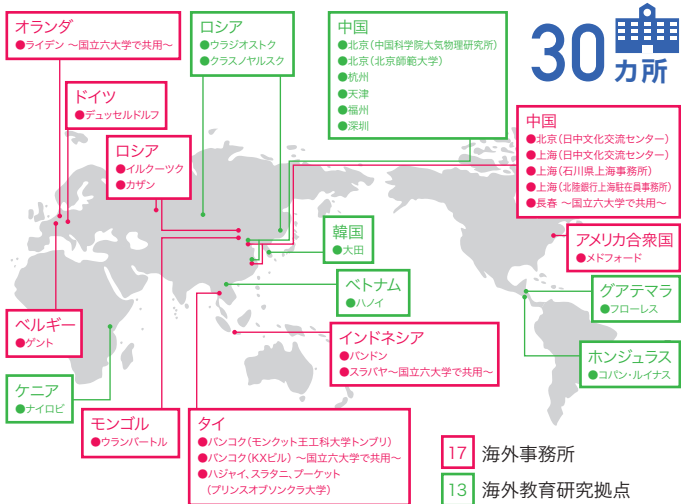 オランダ
●ライデン ～国立六大学で共用～
ロシア
●ウラジオストク
●クラスノヤルスク
中国
●北京(中国科学院大気物理研究所)
●北京(北京師範大学)
●杭州
●天津
●福州
●深圳
30
カ所
ドイツ
●デュッセルドルフ
ロシア
●イルクーツク
●カザン
中国
●北京(日中文化交流センター)
●上海(日中文化交流センター)
●上海(石川県上海事務所)
●上海(北陸銀行上海駐在員事務所)
●長春 ～国立六大学で共用～
韓国
●大田
アメリカ合衆国
●メドフォード
ベトナム
●ハノイ
グアテマラ
●フローレス
ベルギー
●ゲント
インドネシア
●バンドン
●スラバヤ～国立六大学で共用～
ホンジュラス
●コパン・ルイナス
ケニア
●ナイロビ
モンゴル
●ウランバートル
タイ
●バンコク(モンクット王工科大学トンブリ)
●バンコク(KXビル) ～国立六大学で共用～
●ハジャイ、スラタニ、プーケット
(プリンスオブソンクラ大学)
17 海外事務所
13 海外教育研究拠点